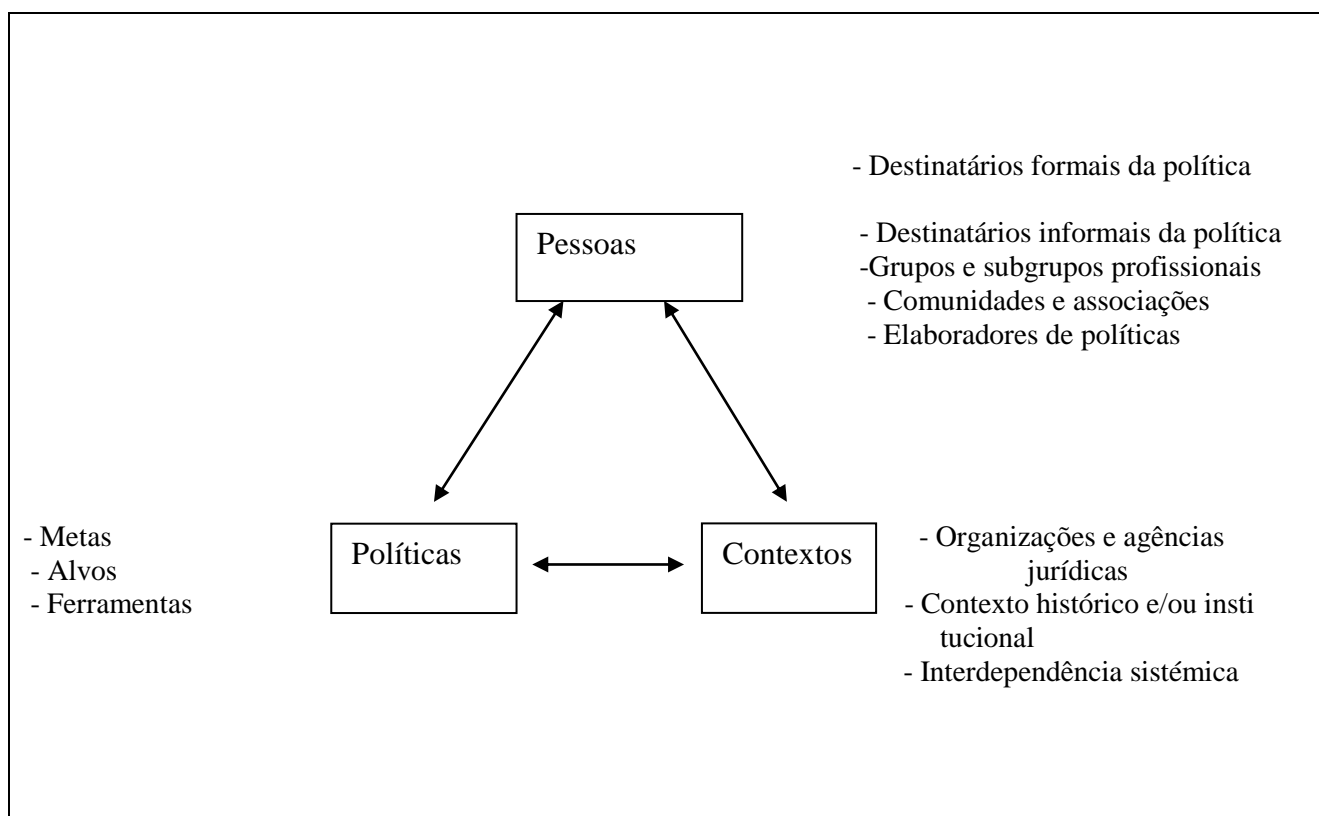 - Destinatários formais da política
Pessoas
- Destinatários informais da política
-Grupos e subgrupos profissionais
- Comunidades e associações
- Elaboradores de políticas
- Metas
- Alvos
- Ferramentas
Políticas
Contextos
- Organizações e agências
jurídicas
- Contexto histórico e/ou insti
tucional
- Interdependência sistémica